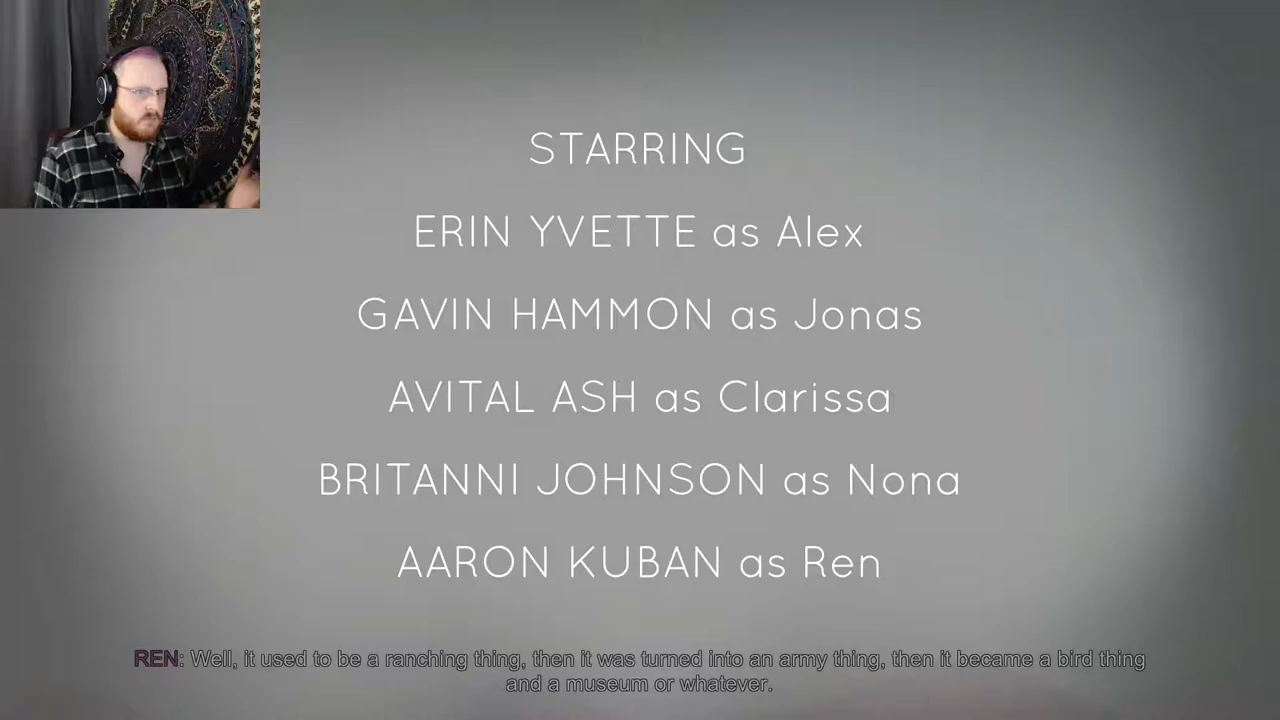 STARRING
ERIN YVETTE as Alex
GAVIN HAMMON as Jonas
AVITAL ASH as Clarissa
BRITANNI JOHNSON as Nona
AARON KUBAN as Ren
REN: Well, it used to be a ranching thing, then it was turned into an army thing, then it became a bird thing
and a museum or whatever.